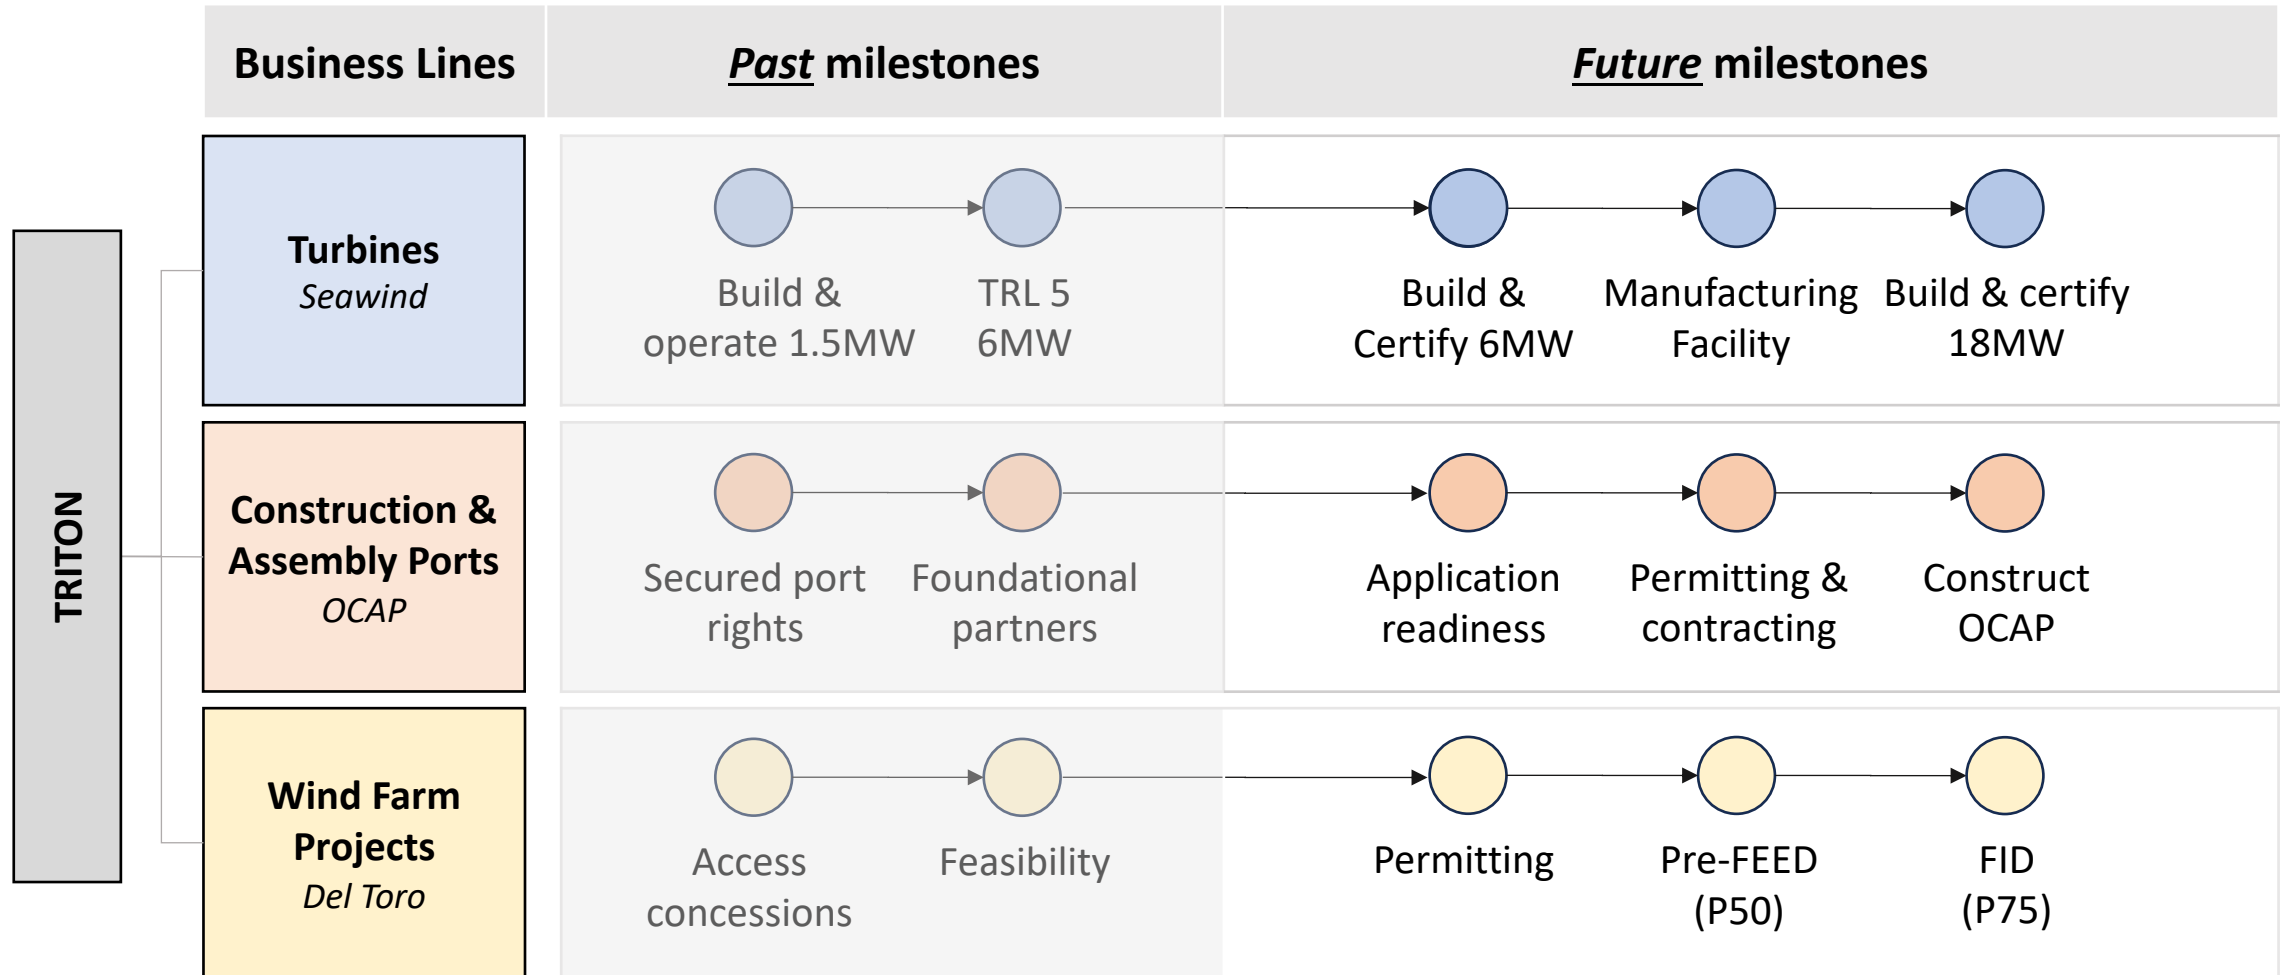 Business Lines
Past milestones
Future milestones
TRITON
Turbines
Seawind
Build &
operate 1.5MW
TRL 5
6MW
Build &
Certify 6MW
Manufacturing
Facility
Build & certify
18MW
Construction &
Assembly Ports
OCAP
Secured port
rights
Foundational
partners
Application
readiness
Permitting &
contracting
Construct
OCAP
Wind Farm
Projects
Del Toro
Access
concessions
Feasibility
Permitting
Pre-FEED
(P50)
FID
(P75)